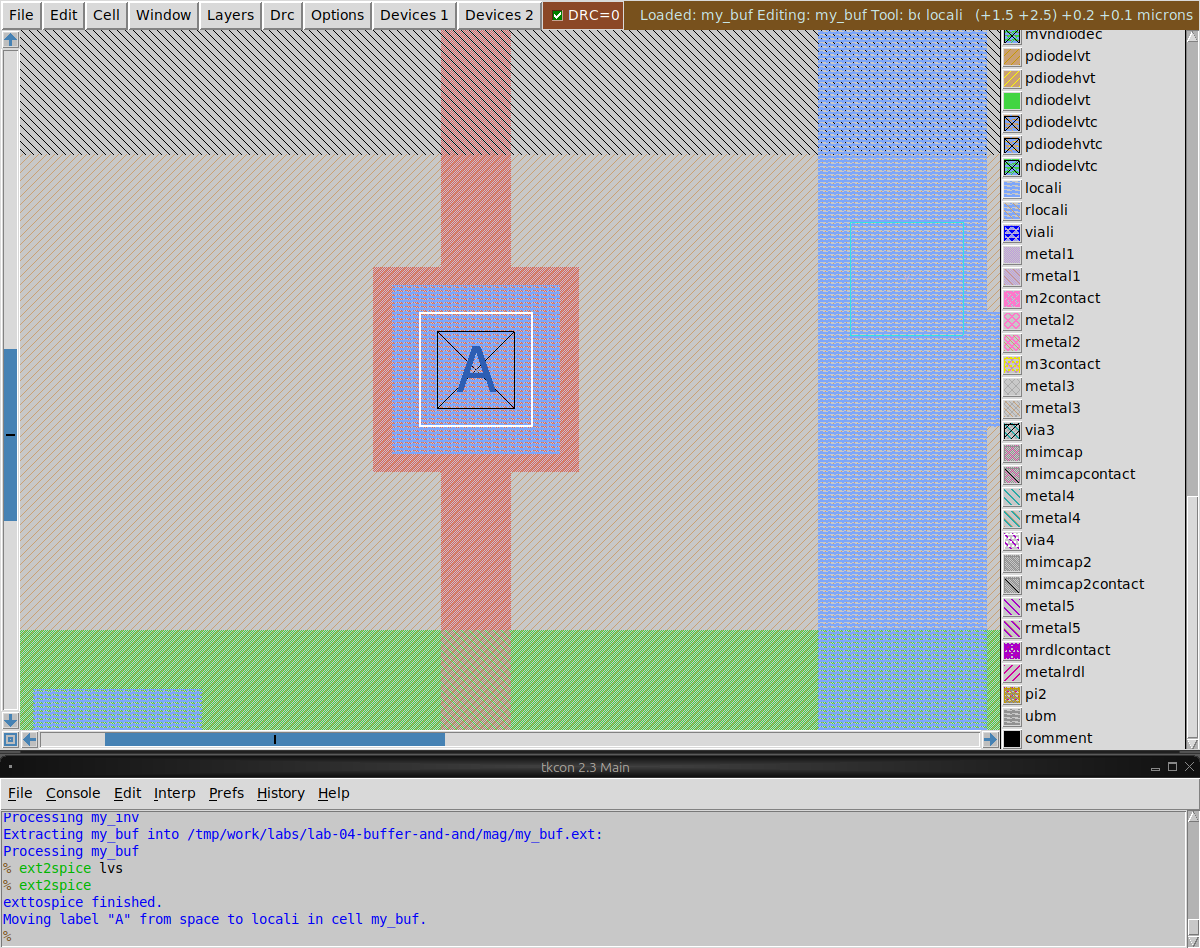 File Edit Cell Window Layers Drc Options Devices 1 Devices 2 DRC=0 Loaded: my_buf Editing: my_buf Tool: bo locali (+1.5 +2.5) +0.2 +0.1 microns
mvndiodec
pdiodelvt
pdiodehvt
ndiodelvt
pdiodelvtc
pdiodehvtc
ndiodelvtc
locali
rlocali
viali
metal1
rmetal1
m2contact
metal2
rmetal2
m3contact
metal3
rmetal3
via3
mimcap
mimcapcontact
metal4
rmetal4
via4
mimcap2
mimcap2contact
metal5
rmetal5
mrdlcontact
metalrdl
pi2
ubm
comment
A
tkcon 2.3 Main
File Console Edit Interp Prefs History Help
Processing my_inv
Extracting my_buf into /tmp/work/labs/lab-04-buffer-and-and/mag/my_buf.ext:
Processing my_buf
% ext2spice lvs
% ext2spice
exttospice finished.
Moving label "A" from space to locali in cell my_buf.
%